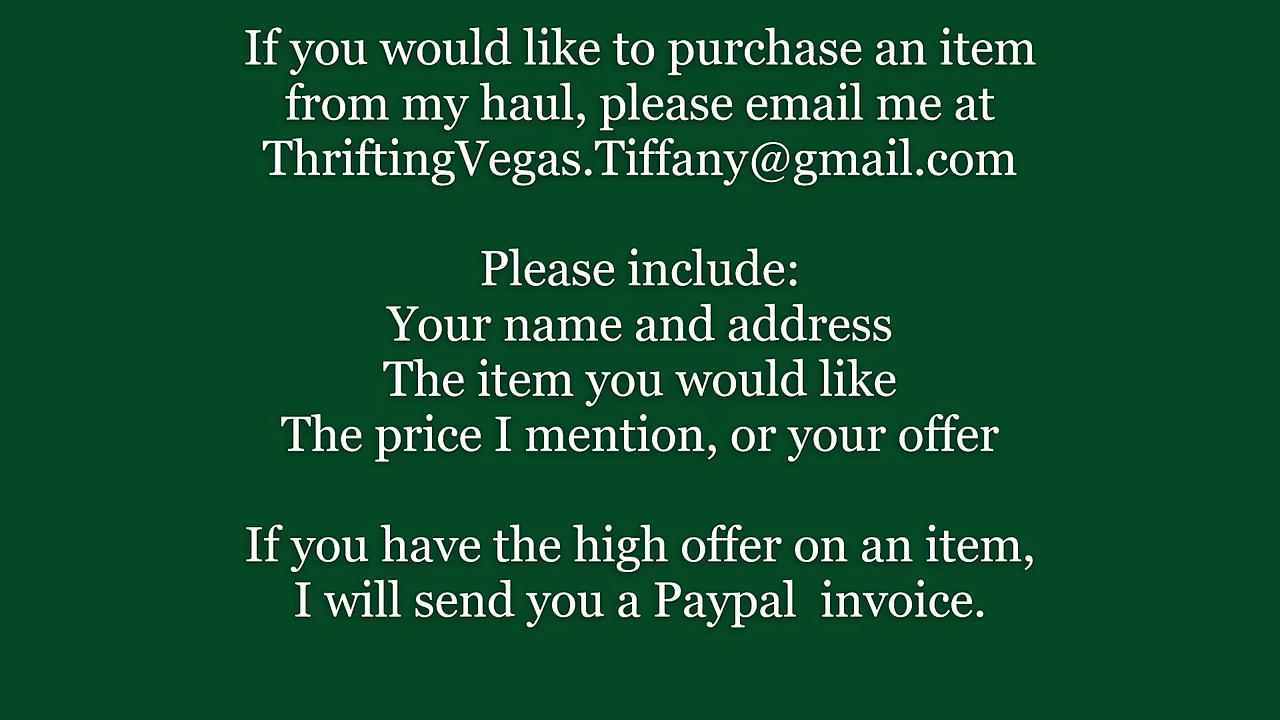 If you would like to purchase an item
from my haul, please email me at
ThriftingVegas.Tiffany@gmail.com
Please include:
Your name and address
The item you would like
The price I mention, or your offer
If you have the high offer on an item,
I will send you a Paypal  invoice.